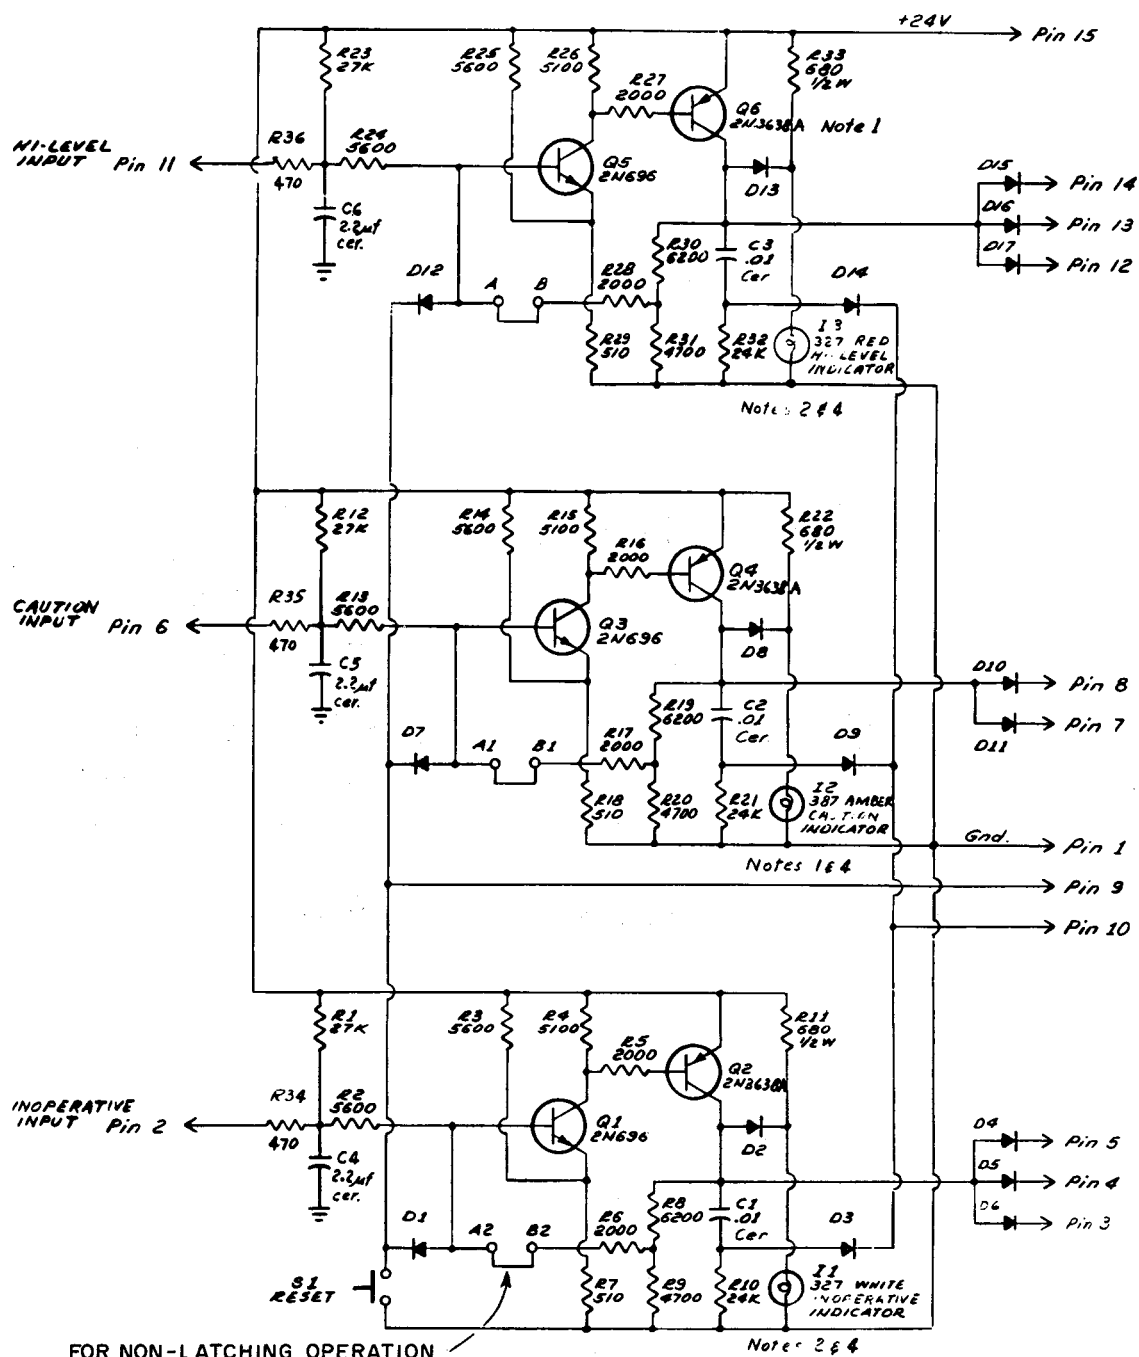 +24V
Pin 15
R23
27K
R25
5600
R26
5100
R27
2000
R33
680
1/2 W
Q6
2N3638A Note 1
HI-LEVEL
INPUT Pin 11
R36
470
R24
5600
Q5
2N696
D13
D15
Pin 14
D16
Pin 13
D17
Pin 12
C6
2.2µf
cer.
D12
A
B
R28
2000
R30
6200
C3
.01
Cer
D14
R29
510
R31
4700
R32
24K
I3
327 RED
HI-LEVEL
INDICATOR
Notes 2 & 4
R12
27K
R14
5600
R15
5100
R16
2000
R22
680
1/2 W
Q4
2N3638A
CAUTION
INPUT Pin 6
R35
470
R13
5600
Q3
2N696
D8
D10
Pin 8
D11
Pin 7
C5
2.2µf
cer.
D7
A1
B1
R17
2000
R19
6200
C2
.01
Cer.
D9
R18
510
R20
4700
R21
24K
I2
387 AMBER
CAUTION
INDICATOR
Gnd.
Pin 1
Notes 1 & 4
Pin 9
Pin 10
R1
27K
R3
5600
R4
5100
R5
2000
R11
680
1/2 W
Q2
2N3638A
INOPERATIVE
INPUT Pin 2
R34
470
R2
5600
Q1
2N696
D2
D4
Pin 5
D5
Pin 4
D6
Pin 3
C4
2.2µf
cer.
D1
A2
B2
R6
2000
R8
6200
C1
.01
Cer
D3
S1
RESET
R7
510
R9
4700
R10
24K
I1
327 WHITE
INOPERATIVE
INDICATOR
Notes 2 & 4
FOR NON-LATCHING OPERATION